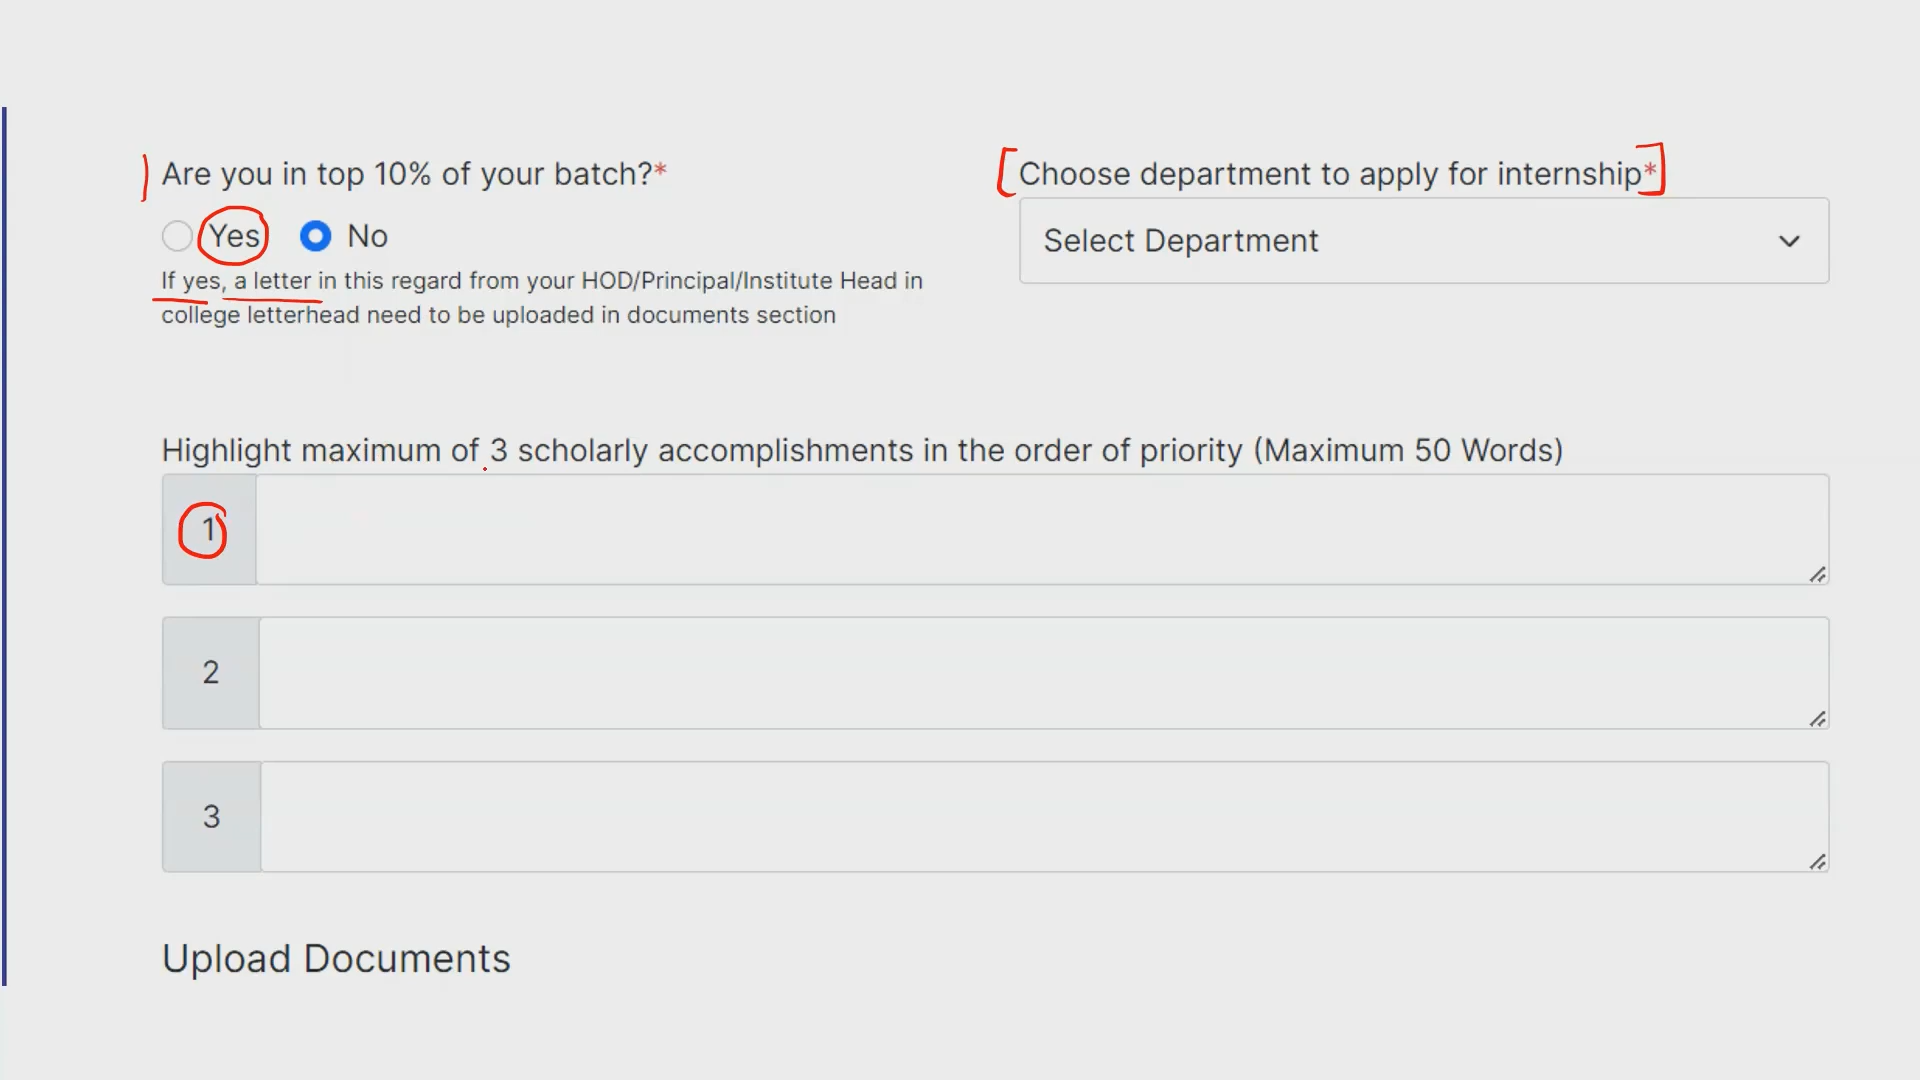 Are you in top 10% of your batch?*
Yes No
If yes, a letter in this regard from your HOD/Principal/Institute Head in
college letterhead need to be uploaded in documents section
Choose department to apply for internship*
Select Department
Highlight maximum of 3 scholarly accomplishments in the order of priority (Maximum 50 Words)
1
2
3
Upload Documents